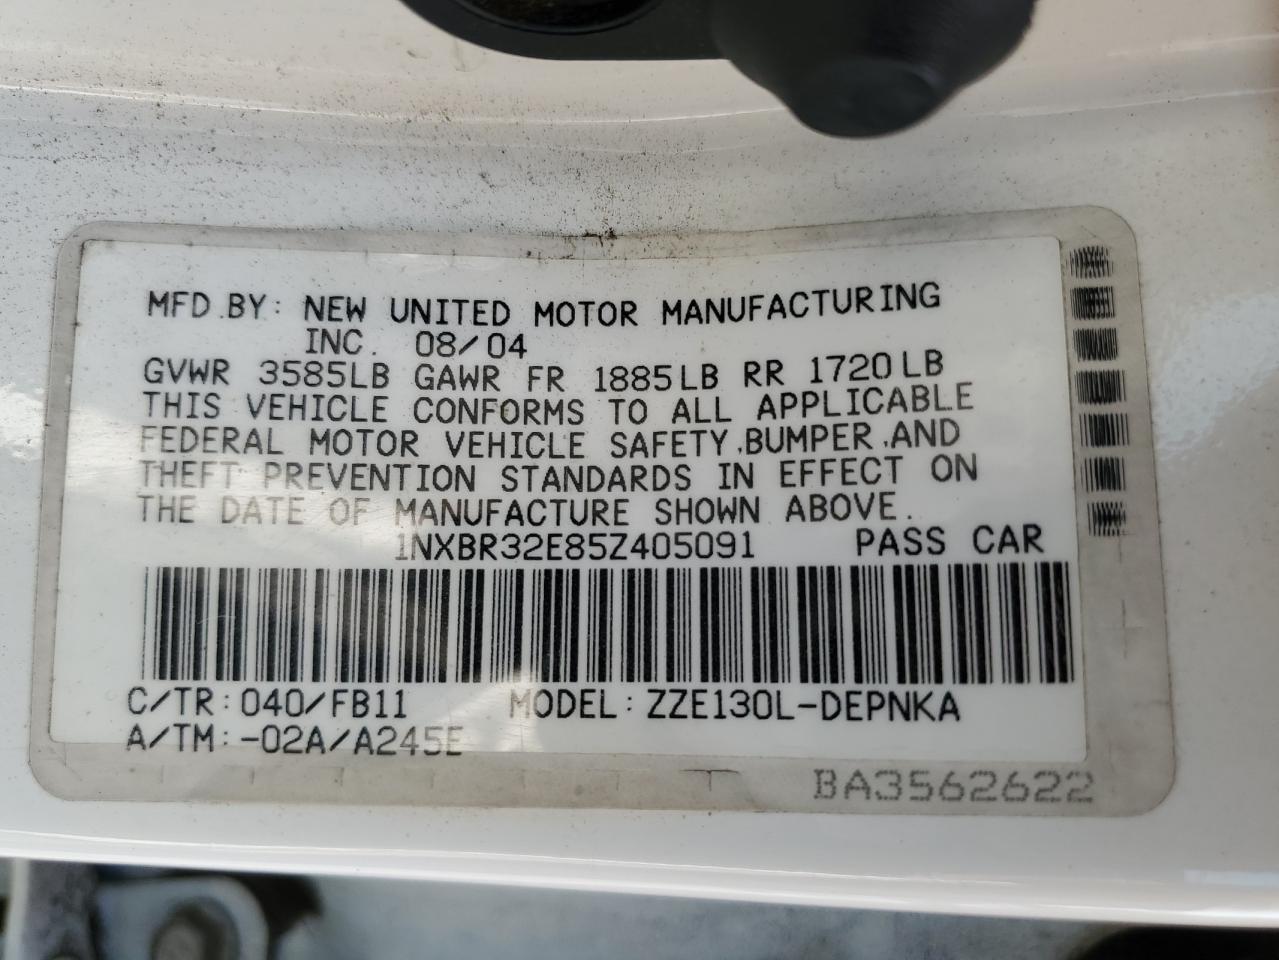 MFD.BY: NEW UNITED MOTOR MANUFACTURING
INC. 08/04
GVWR 3585LB GAWR FR 1885LB RR 1720LB
THIS VEHICLE CONFORMS TO ALL APPLICABLE
FEDERAL MOTOR VEHICLE SAFETY,BUMPER,AND
THEFT PREVENTION STANDARDS IN EFFECT ON
THE DATE OF MANUFACTURE SHOWN ABOVE.
1NXBR32E85Z405091 PASS CAR
C/TR:040/FB11 MODEL:ZZE130L-DEPNKA
A/TM:-02A/A245E
BA3562622